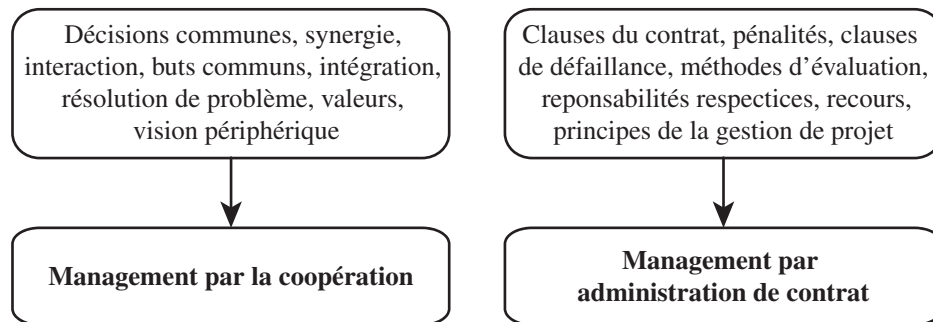 Décisions communes, synergie,
interaction, buts communs, intégration,
résolution de problème, valeurs,
vision périphérique
Clauses du contrat, pénalités, clauses
de défaillance, méthodes d'évaluation,
reponsabilités respectices, recours,
principes de la gestion de projet
Management par la coopération
Management par
administration de contrat